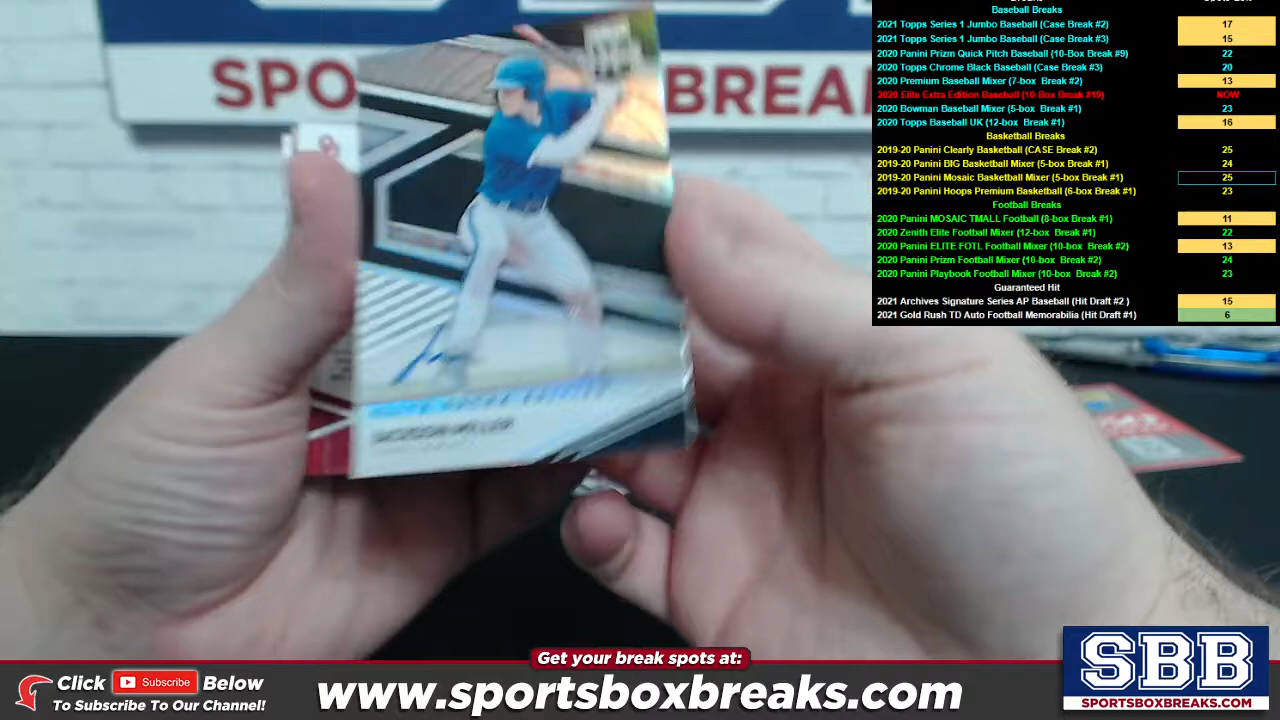 Baseball Breaks
2021 Topps Series 1 Jumbo Baseball (Case Break #2) 17
2021 Topps Series 1 Jumbo Baseball (Case Break #3) 15
2020 Panini Prizm Quick Pitch Baseball (10-Box Break #9) 22
2020 Topps Chrome Black Baseball (Case Break #3) 20
2020 Premium Baseball Mixer (7-box Break #2) 13
2020 Elite Extra Edition Baseball (10-Box Break #19) NOW
2020 Bowman Baseball Mixer (5-box Break #1) 23
2020 Topps Baseball UK (12-box Break #1) 16
Basketball Breaks
2019-20 Panini Clearly Basketball (CASE Break #2) 25
2019-20 Panini BIG Basketball Mixer (5-box Break #1) 24
2019-20 Panini Mosaic Basketball Mixer (5-box Break #1) 25
2019-20 Panini Hoops Premium Basketball (6-box Break #1) 23
Football Breaks
2020 Panini MOSAIC TMALL Football (8-box Break #1) 11
2020 Zenith Elite Football Mixer (12-box Break #1) 22
2020 Panini ELITE FOTL Football Mixer (10-box Break #2) 13
2020 Panini Prizm Football Mixer (10-box Break #2) 24
2020 Panini Playbook Football Mixer (10-box Break #2) 23
Guaranteed Hit
2021 Archives Signature Series AP Baseball (Hit Draft #2 ) 15
2021 Gold Rush TD Auto Football Memorabilia (Hit Draft #1) 6
Get your break spots at:
Click Subscribe Below
To Subscribe To Our Channel!
www.sportsboxbreaks.com
SBB
SPORTSBOXBREAKS.COM